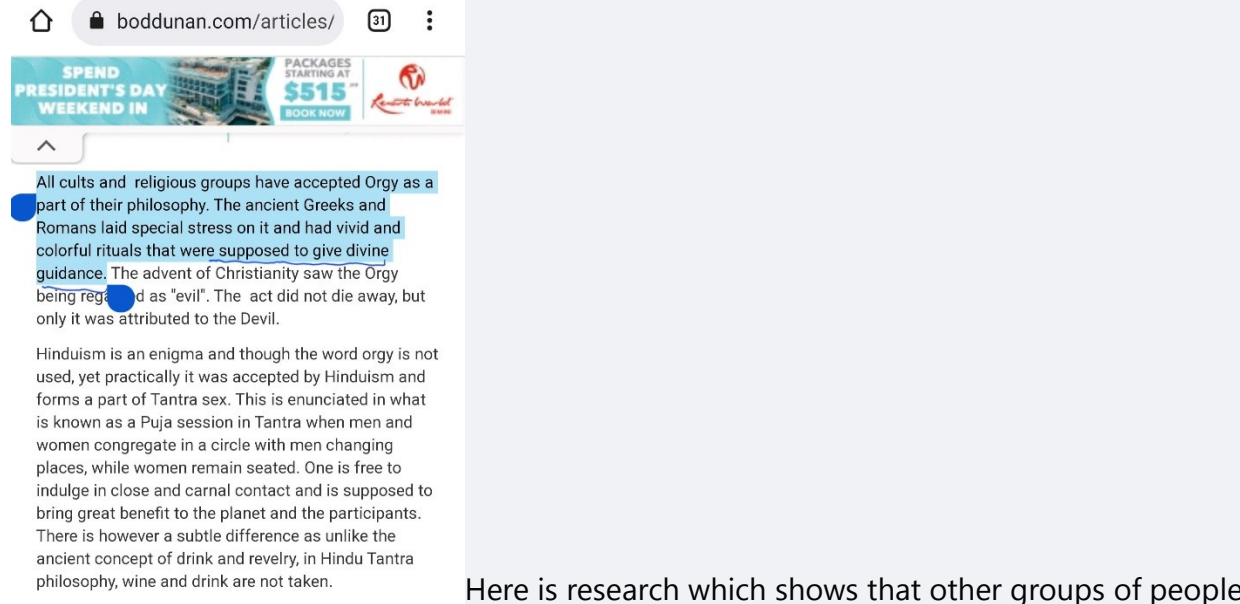 boddunan.com/articles/
31
SPEND
PRESIDENT'S DAY
WEEKEND IN
PACKAGES
STARTING AT
$515
BOOK NOW
Resorts World
All cults and  religious groups have accepted Orgy as a
part of their philosophy. The ancient Greeks and
Romans laid special stress on it and had vivid and
colorful rituals that were supposed to give divine
guidance. The advent of Christianity saw the Orgy
being rega d as "evil". The  act did not die away, but
only it was attributed to the Devil.
Hinduism is an enigma and though the word orgy is not
used, yet practically it was accepted by Hinduism and
forms a part of Tantra sex. This is enunciated in what
is known as a Puja session in Tantra when men and
women congregate in a circle with men changing
places, while women remain seated. One is free to
indulge in close and carnal contact and is supposed to
bring great benefit to the planet and the participants.
There is however a subtle difference as unlike the
ancient concept of drink and revelry, in Hindu Tantra
philosophy, wine and drink are not taken.
Here is research which shows that other groups of people